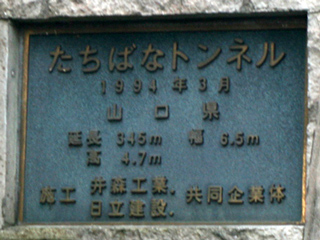 たちばなトンネル
1994年3月
山口県
延長 345m 幅 6.5m
高 4.7m
施工 井森工業. 共同企業体
日立建設.